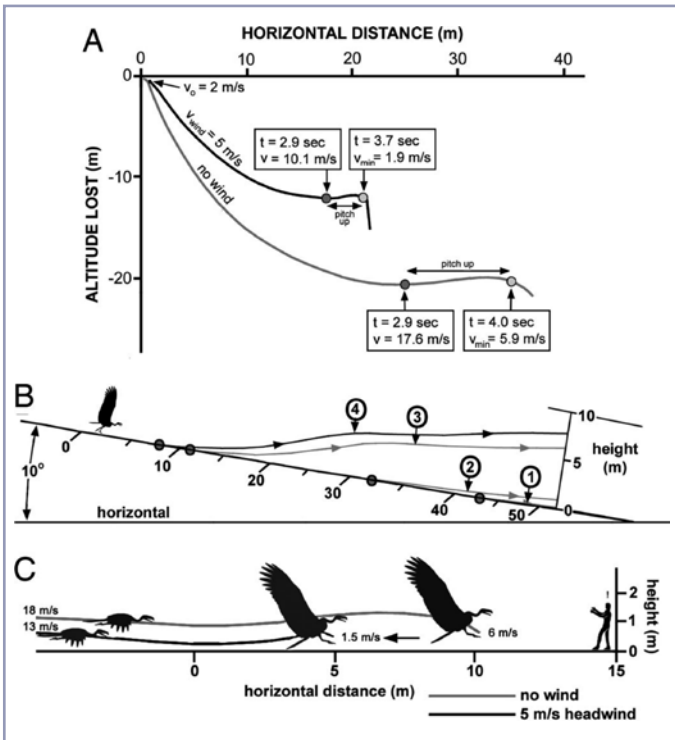 A
HORIZONTAL DISTANCE (m)
0 10 20 30 40
ALTITUDE LOST (m)
0
-10
-20
v₀ = 2 m/s
v_wind = 5 m/s
no wind
t = 2.9 sec
v = 10.1 m/s
t = 3.7 sec
v_min = 1.9 m/s
pitch
up
pitch up
t = 2.9 sec
v = 17.6 m/s
t = 4.0 sec
v_min = 5.9 m/s
B
4
3
2
1
10
5
0
height
(m)
0
10
20
30
40
50
10°
horizontal
C
18 m/s
13 m/s
1.5 m/s
6 m/s
2
1
0
height (m)
0 5 10 15
horizontal distance (m)
no wind
5 m/s headwind